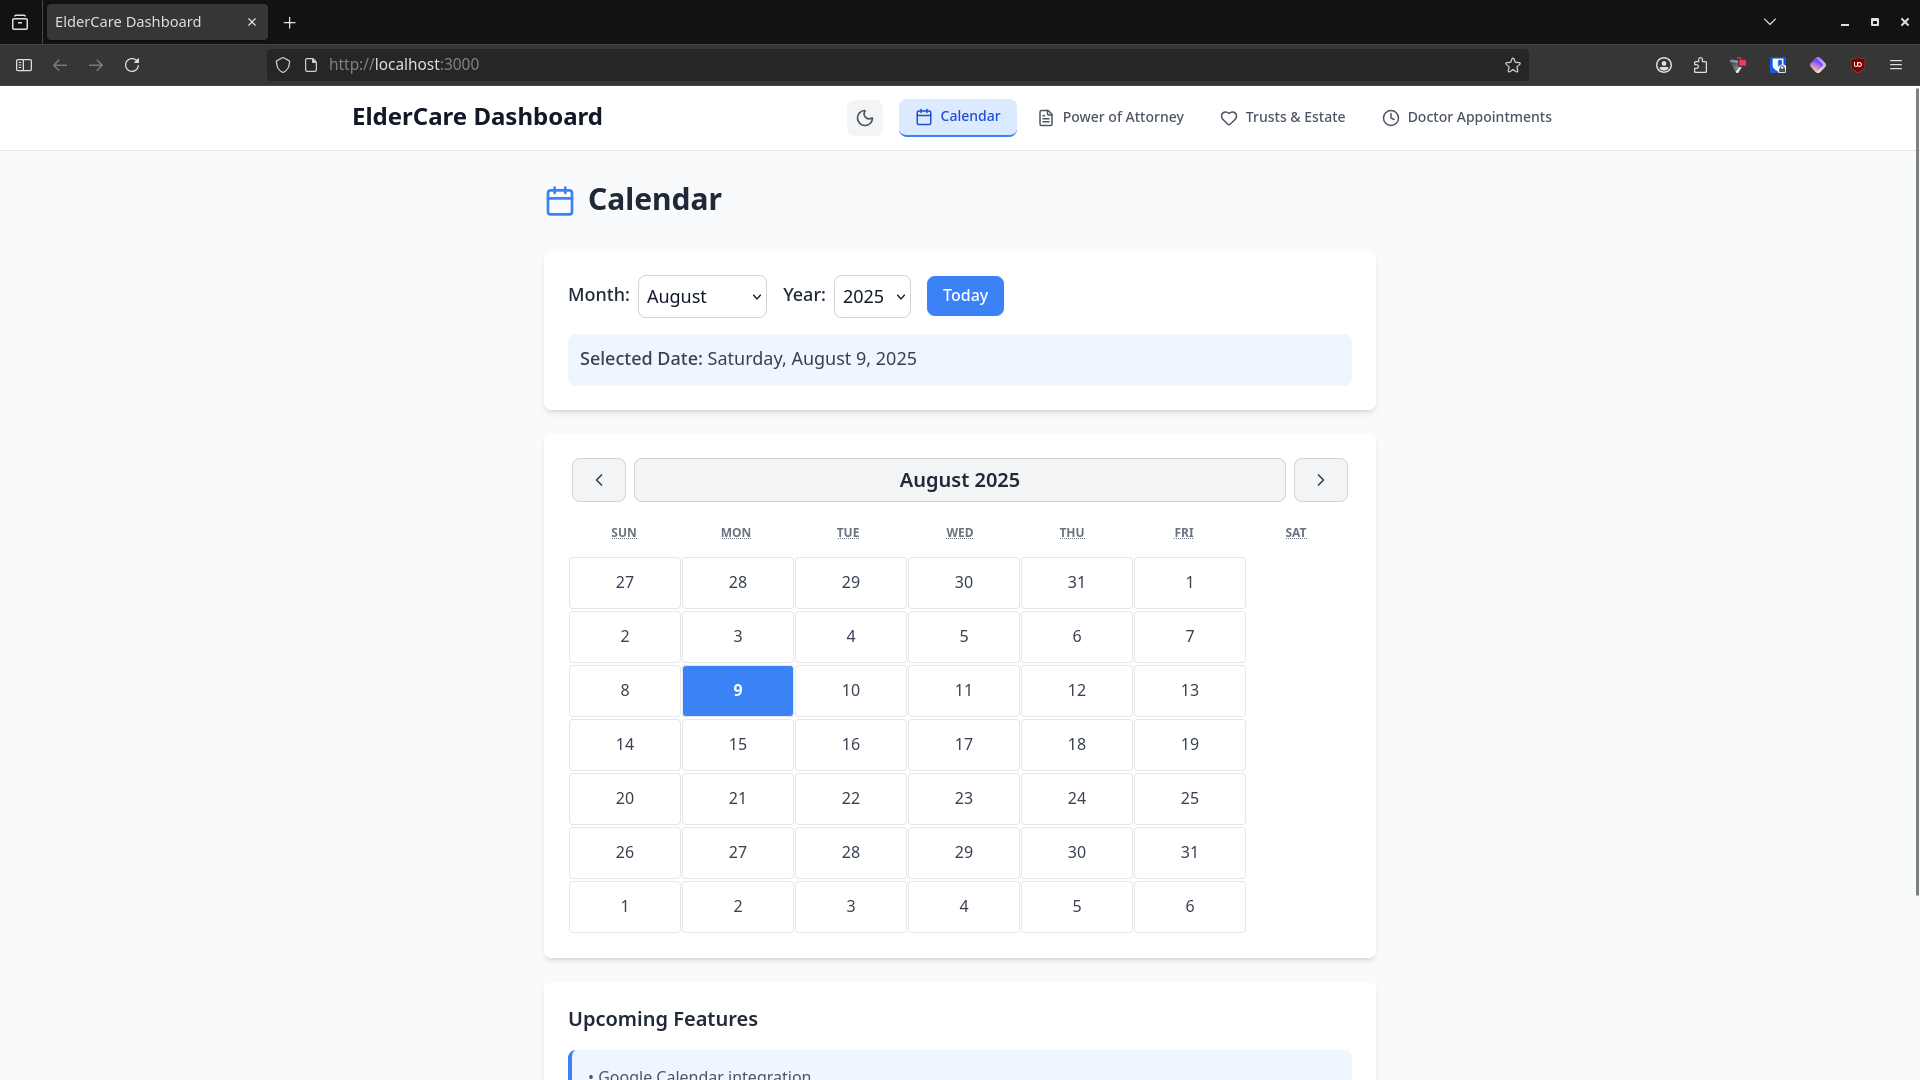 ElderCare Dashboard
http://localhost:3000
ElderCare Dashboard
Calendar
Power of Attorney
Trusts & Estate
Doctor Appointments
Calendar
Month: August Year: 2025 Today
Selected Date: Saturday, August 9, 2025
August 2025
SUN MON TUE WED THU FRI SAT
27 28 29 30 31 1
2 3 4 5 6 7
8 9 10 11 12 13
14 15 16 17 18 19
20 21 22 23 24 25
26 27 28 29 30 31
1 2 3 4 5 6
Upcoming Features
• Google Calendar integration